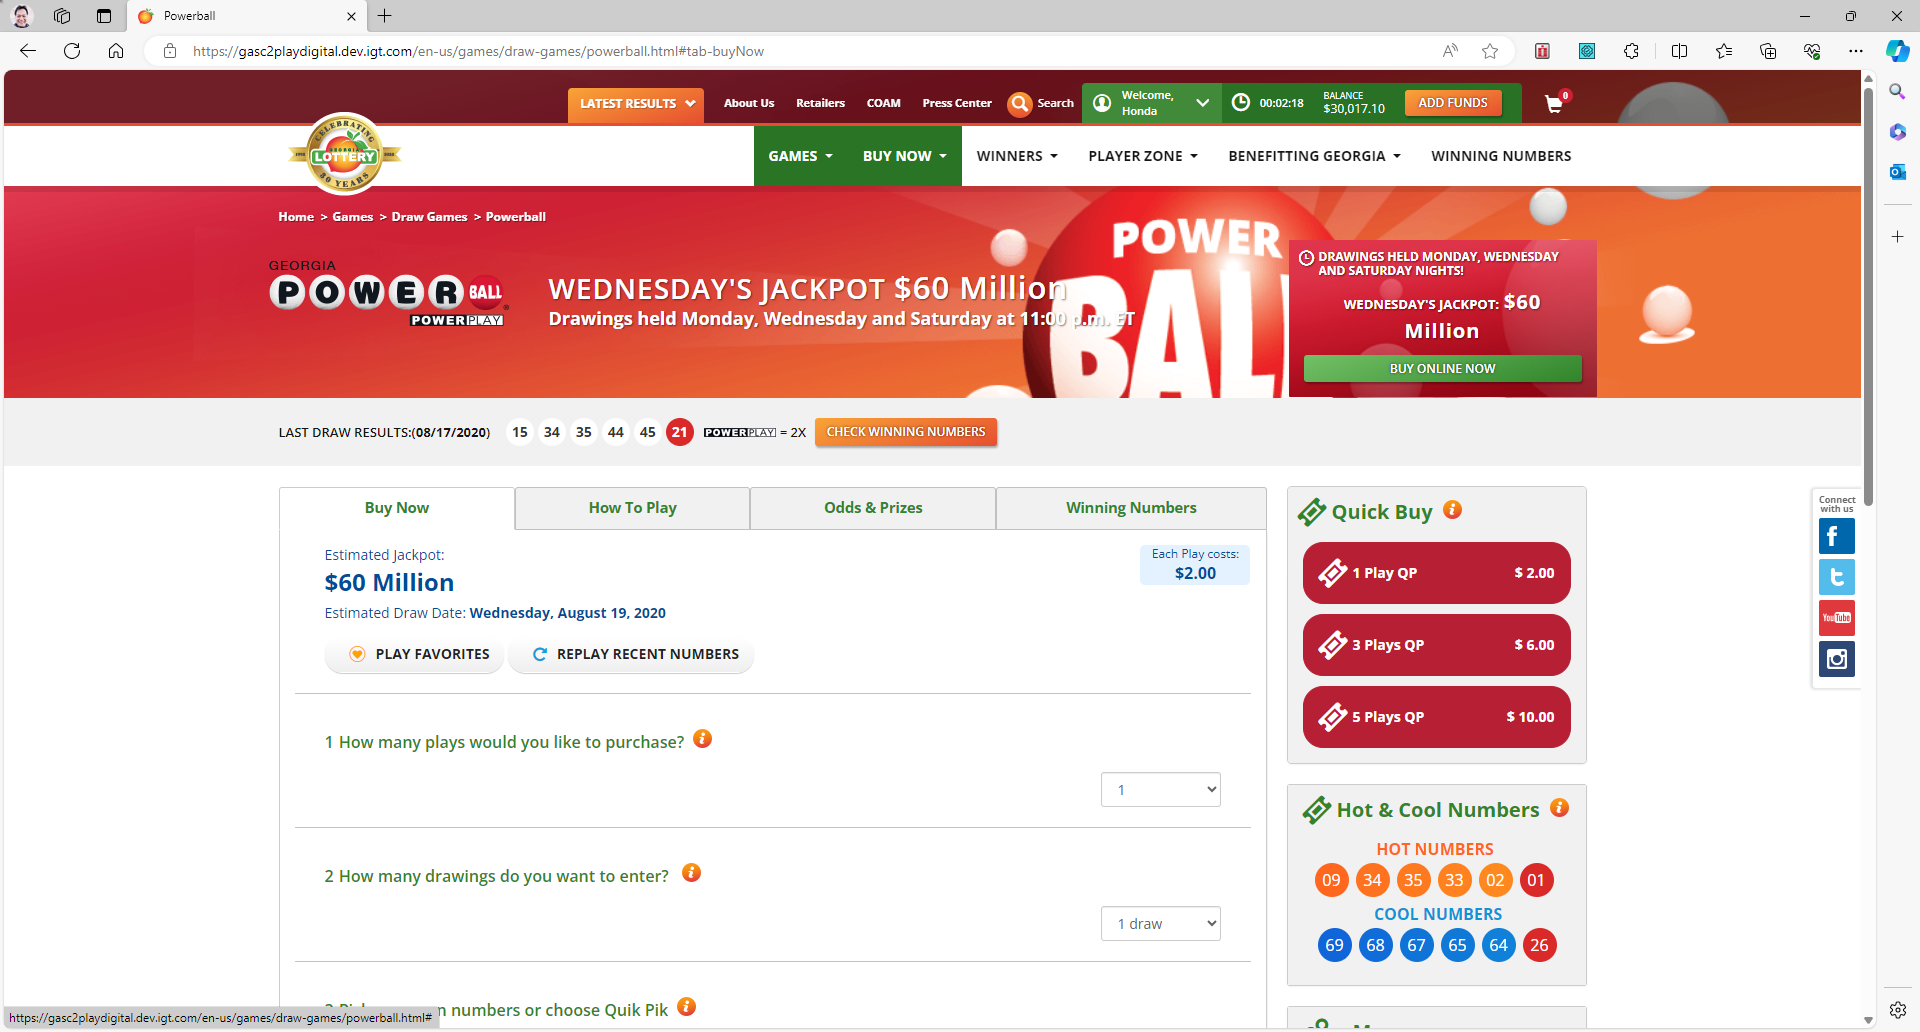 Powerball
https://gasc2playdigital.dev.igt.com/en-us/games/draw-games/powerball.html#tab-buyNow
LATEST RESULTS
About Us
Retailers
COAM
Press Center
Search
Welcome,
Honda
00:02:18
BALANCE
$30,017.10
ADD FUNDS
0
CELEBRATING
GEORGIA
LOTTERY
30 YEARS
GAMES
BUY NOW
WINNERS
PLAYER ZONE
BENEFITTING GEORGIA
WINNING NUMBERS
Home > Games > Draw Games > Powerball
GEORGIA
POWER BALL
POWERPLAY
WEDNESDAY'S JACKPOT $60 Million
Drawings held Monday, Wednesday and Saturday at 11:00 p.m. ET
POWER
BALL
DRAWINGS HELD MONDAY, WEDNESDAY
AND SATURDAY NIGHTS!
WEDNESDAY'S JACKPOT: $60
Million
BUY ONLINE NOW
LAST DRAW RESULTS:(08/17/2020) 15 34 35 44 45 21 POWERPLAY = 2X
CHECK WINNING NUMBERS
Buy Now
How To Play
Odds & Prizes
Winning Numbers
Estimated Jackpot:
$60 Million
Estimated Draw Date: Wednesday, August 19, 2020
Each Play costs:
$2.00
PLAY FAVORITES
REPLAY RECENT NUMBERS
1 How many plays would you like to purchase?
1
2 How many drawings do you want to enter?
1 draw
n numbers or choose Quik Pik
Quick Buy
1 Play QP $ 2.00
3 Plays QP $ 6.00
5 Plays QP $ 10.00
Hot & Cool Numbers
HOT NUMBERS
09 34 35 33 02 01
COOL NUMBERS
69 68 67 65 64 26
Connect
with us
YouTube
https://gasc2playdigital.dev.igt.com/en-us/games/draw-games/powerball.html#